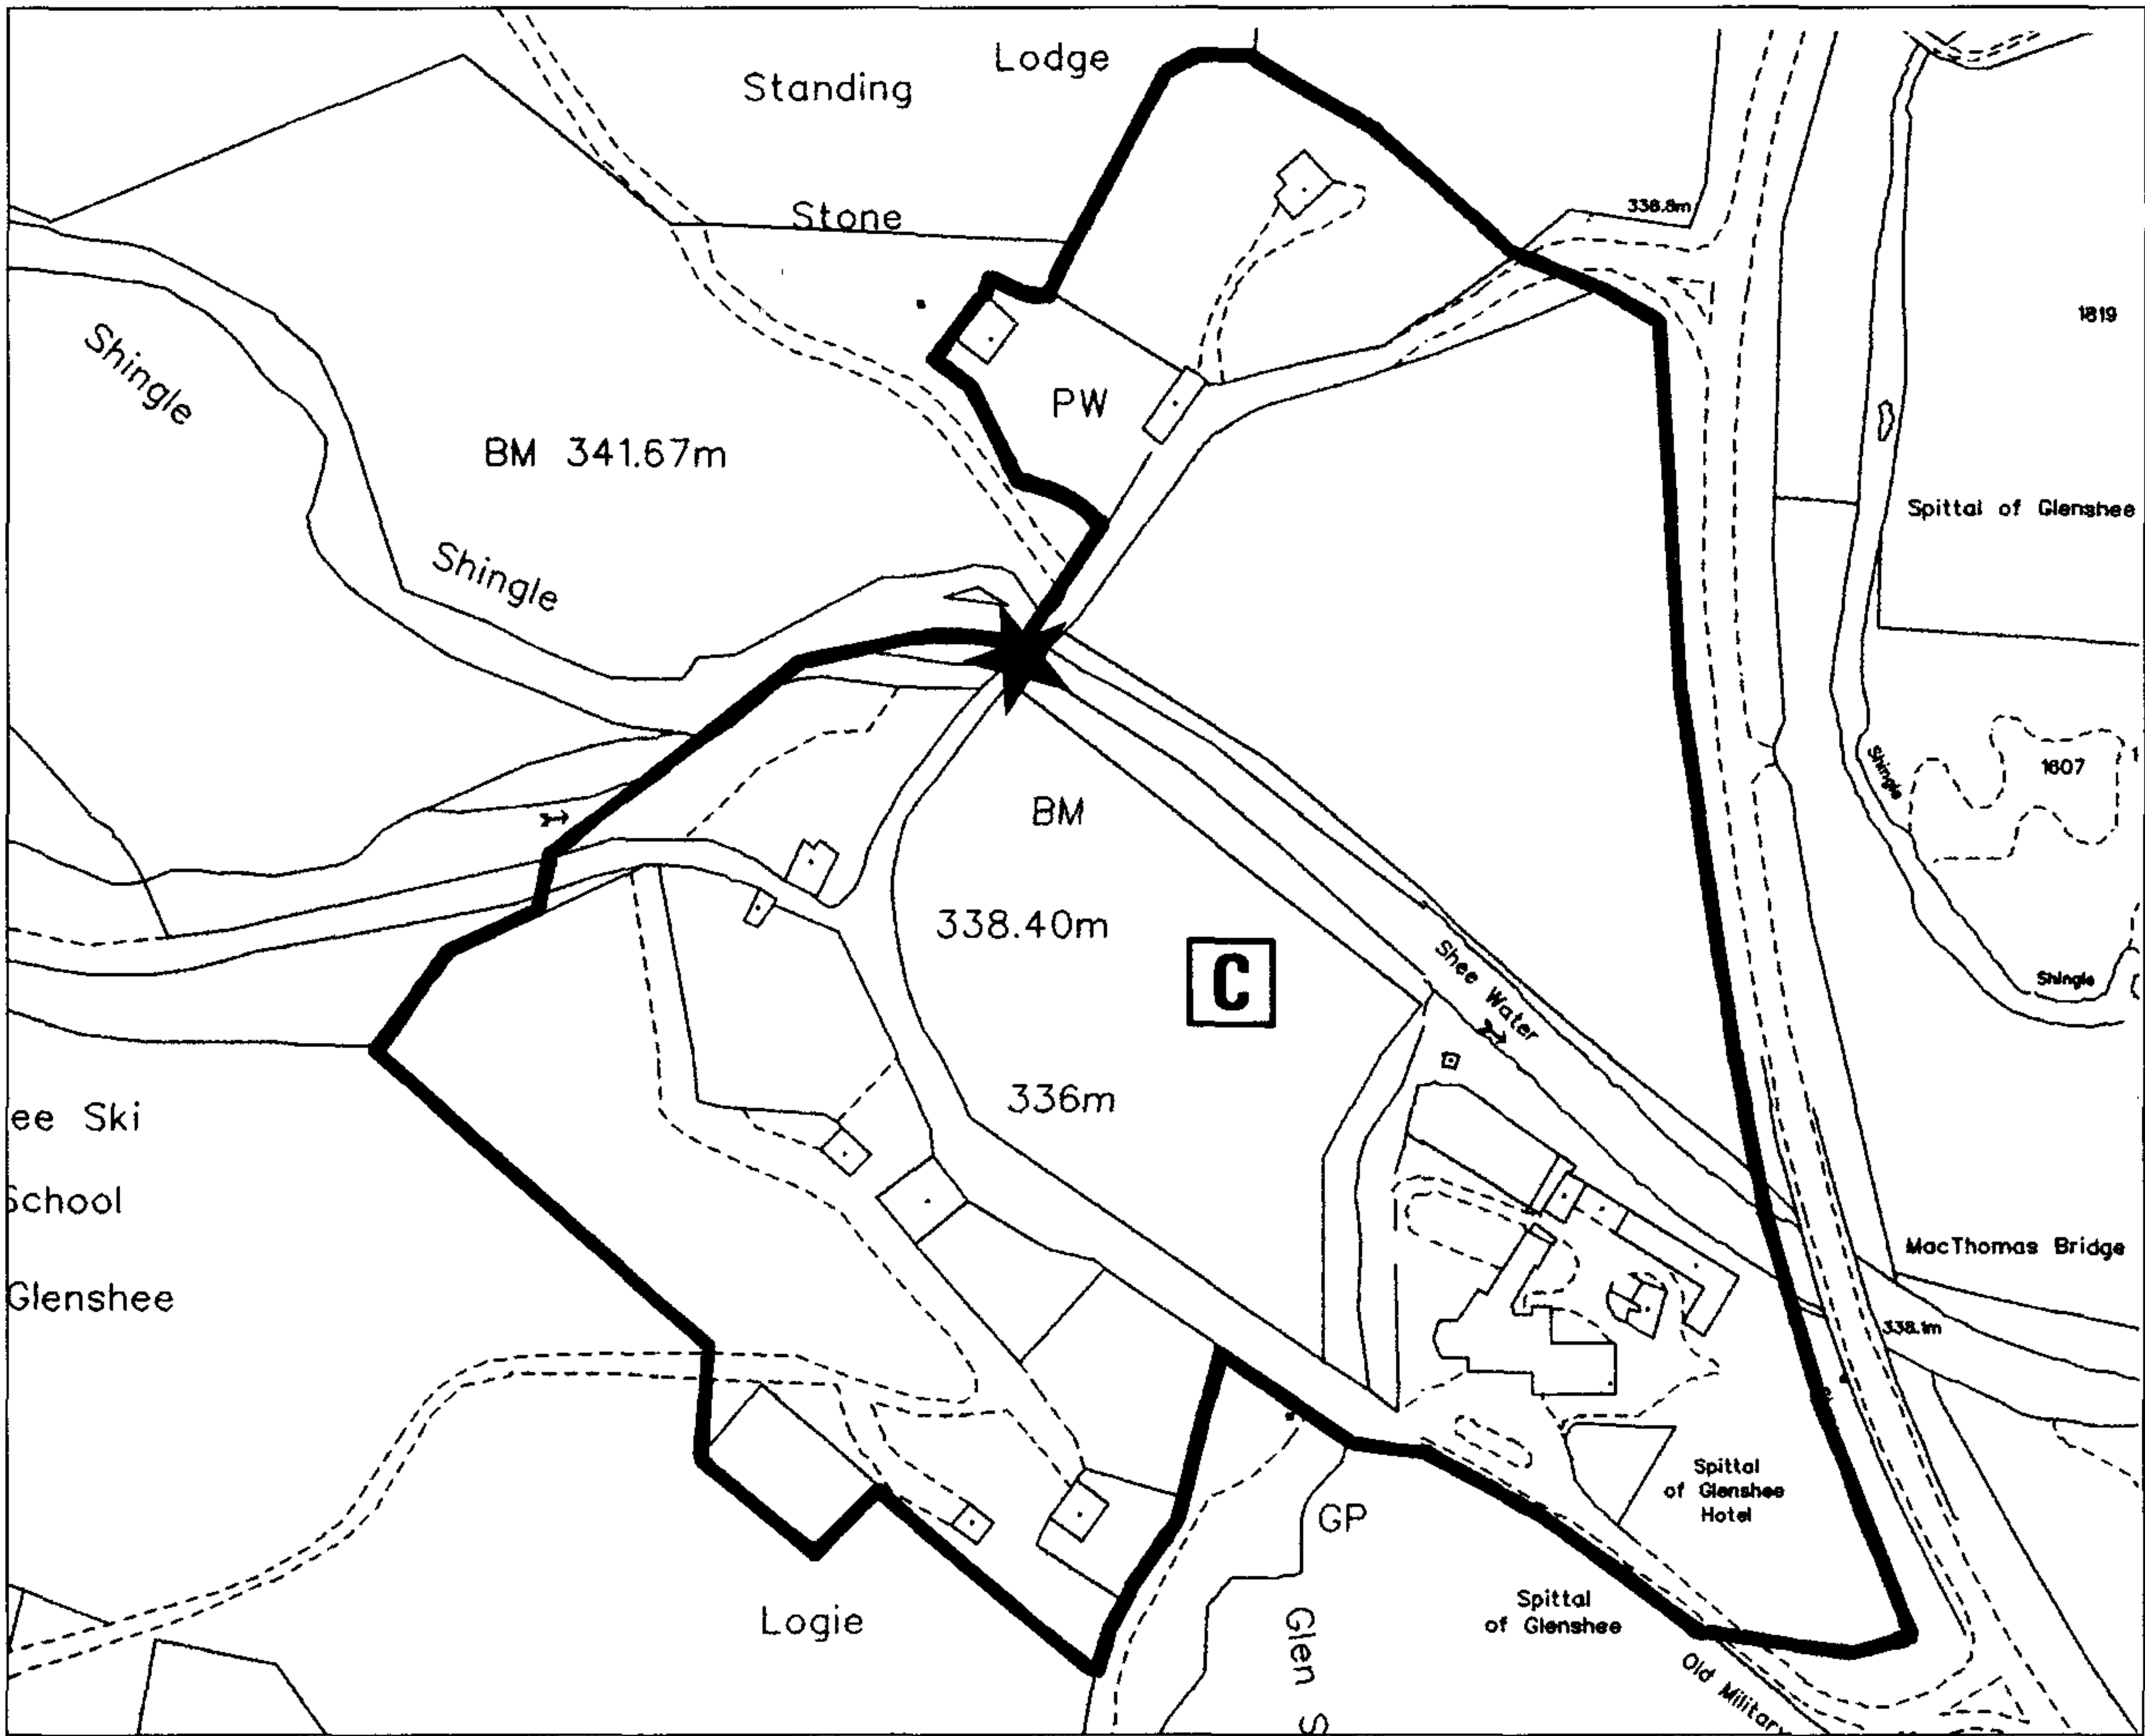 Lodge
Standing
Stone
338.8m
1819
Shingle
PW
BM 341.67m
Spittal of Glenshee
Shingle
Shingle
1607
BM
338.40m
C
Shee Water
Shingle
336m
ee Ski
School
Glenshee
MacThomas Bridge
338.1m
Spittal
of Glenshee
Hotel
GP
Spittal
of Glenshee
Logie
Glen S
Old Military